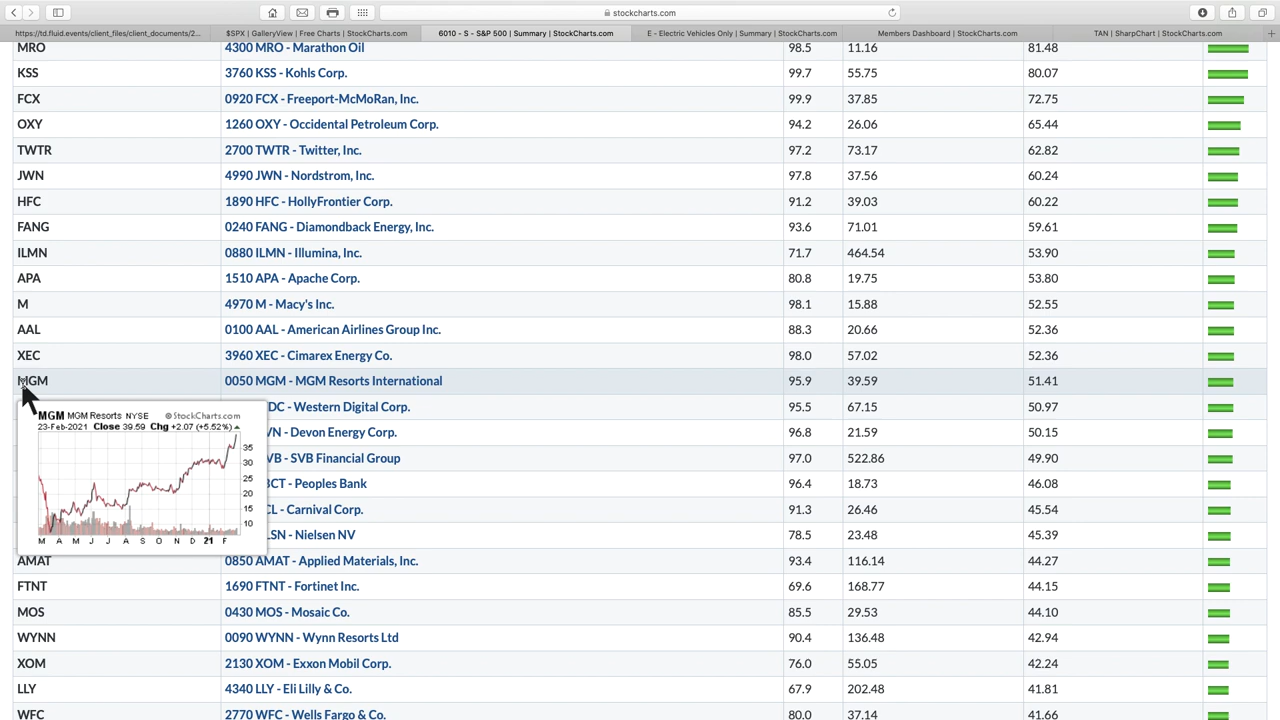 stockcharts.com
https://td.fluid.events/client_files/client_documents/2... $SPX | GalleryView | Free Charts | StockCharts.com 6010 - S - S&P 500 | Summary | StockCharts.com E - Electric Vehicles Only | Summary | StockCharts.com Members Dashboard | StockCharts.com TAN | SharpChart | StockCharts.com
MRO 4300 MRO - Marathon Oil 98.5 11.16 81.48
KSS 3760 KSS - Kohls Corp. 99.7 55.75 80.07
FCX 0920 FCX - Freeport-McMoRan, Inc. 99.9 37.85 72.75
OXY 1260 OXY - Occidental Petroleum Corp. 94.2 26.06 65.44
TWTR 2700 TWTR - Twitter, Inc. 97.2 73.17 62.82
JWN 4990 JWN - Nordstrom, Inc. 97.8 37.56 60.24
HFC 1890 HFC - HollyFrontier Corp. 91.2 39.03 60.22
FANG 0240 FANG - Diamondback Energy, Inc. 93.6 71.01 59.61
ILMN 0880 ILMN - Illumina, Inc. 71.7 464.54 53.90
APA 1510 APA - Apache Corp. 80.8 19.75 53.80
M 4970 M - Macy's Inc. 98.1 15.88 52.55
AAL 0100 AAL - American Airlines Group Inc. 88.3 20.66 52.36
XEC 3960 XEC - Cimarex Energy Co. 98.0 57.02 52.36
MGM 0050 MGM - MGM Resorts International 95.9 39.59 51.41
DC - Western Digital Corp. 95.5 67.15 50.97
VN - Devon Energy Corp. 96.8 21.59 50.15
VB - SVB Financial Group 97.0 522.86 49.90
BCT - Peoples Bank 96.4 18.73 46.08
CL - Carnival Corp. 91.3 26.46 45.54
LSN - Nielsen NV 78.5 23.48 45.39
MGM MGM Resorts NYSE © StockCharts.com
23-Feb-2021 Close 39.59 Chg +2.07 (+5.52%)
35
30
25
20
15
10
M A M J J A S O N D 21 F
AMAT 0850 AMAT - Applied Materials, Inc. 93.4 116.14 44.27
FTNT 1690 FTNT - Fortinet Inc. 69.6 168.77 44.15
MOS 0430 MOS - Mosaic Co. 85.5 29.53 44.10
WYNN 0090 WYNN - Wynn Resorts Ltd 90.4 136.48 42.94
XOM 2130 XOM - Exxon Mobil Corp. 76.0 55.05 42.24
LLY 4340 LLY - Eli Lilly & Co. 67.9 202.48 41.81
WFC 2770 WFC - Wells Fargo & Co. 80.0 37.14 41.66